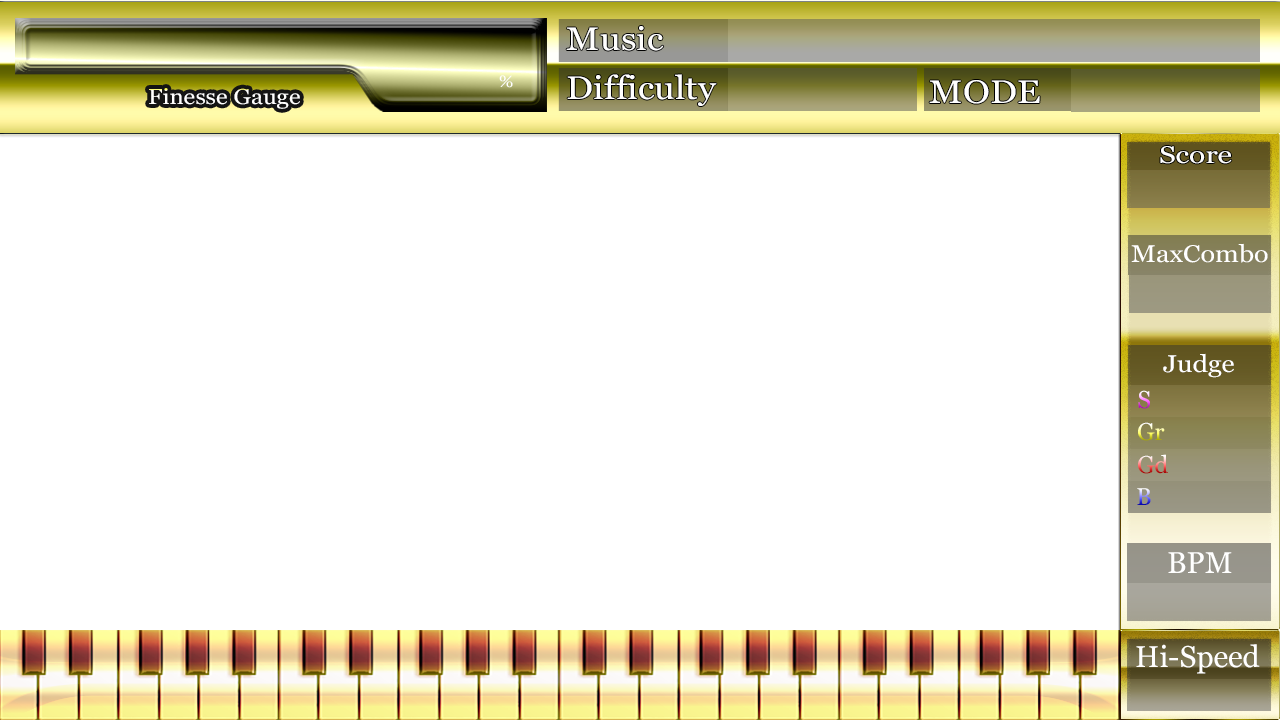 Music
%
Finesse Gauge
Difficulty
MODE
Score
MaxCombo
Judge
S
Gr
Gd
B
BPM
Hi-Speed